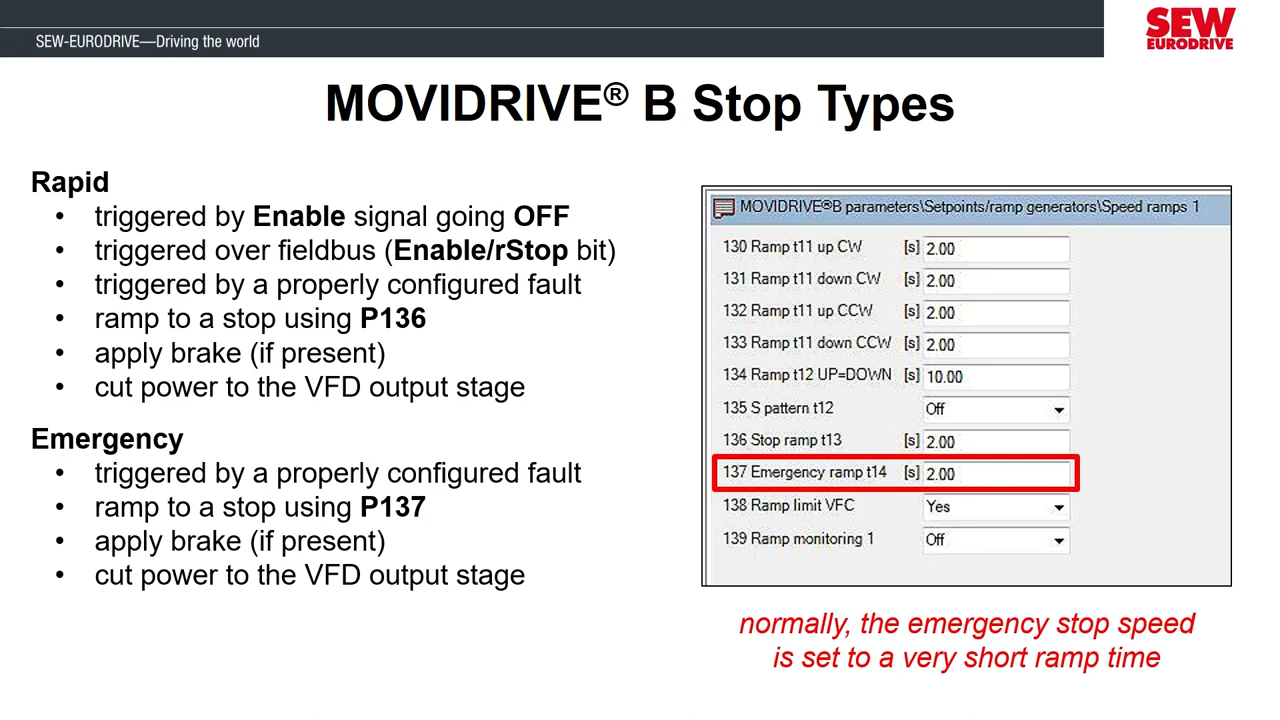 SEW-EURODRIVE—Driving the world
SEW
EURODRIVE
MOVIDRIVE® B Stop Types
Rapid
• triggered by Enable signal going OFF
• triggered over fieldbus (Enable/rStop bit)
• triggered by a properly configured fault
• ramp to a stop using P136
• apply brake (if present)
• cut power to the VFD output stage
Emergency
• triggered by a properly configured fault
• ramp to a stop using P137
• apply brake (if present)
• cut power to the VFD output stage
MOVIDRIVE®B parameters\Setpoints/ramp generators\Speed ramps 1
130 Ramp t11 up CW [s] 2.00
131 Ramp t11 down CW [s] 2.00
132 Ramp t11 up CCW [s] 2.00
133 Ramp t11 down CCW [s] 2.00
134 Ramp t12 UP=DOWN [s] 10.00
135 S pattern t12 Off
136 Stop ramp t13 [s] 2.00
137 Emergency ramp t14 [s] 2.00
138 Ramp limit VFC Yes
139 Ramp monitoring 1 Off
normally, the emergency stop speed
is set to a very short ramp time